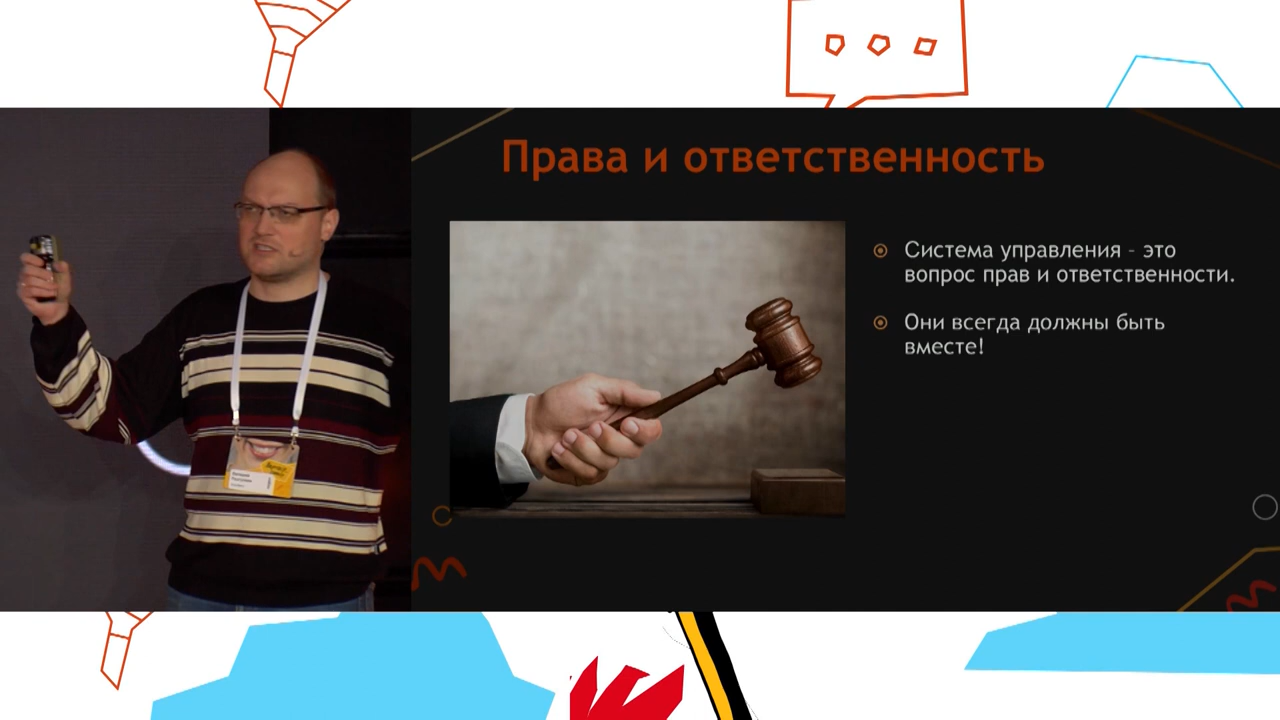 Права и ответственность
Система управления - это
вопрос прав и ответственности.
Они всегда должны быть
вместе!